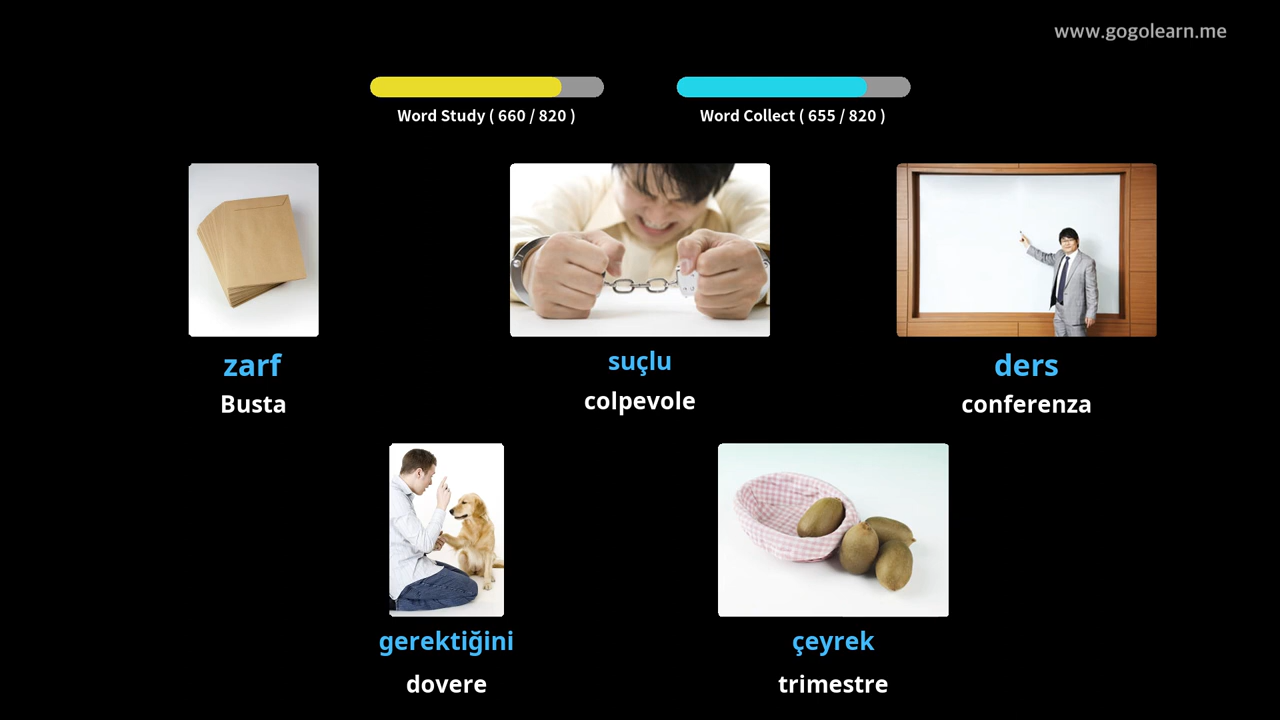 www.gogolearn.me
Word Study ( 660 / 820 )
Word Collect ( 655 / 820 )
zarf
Busta
suçlu
colpevole
ders
conferenza
gerektiğini
dovere
çeyrek
trimestre